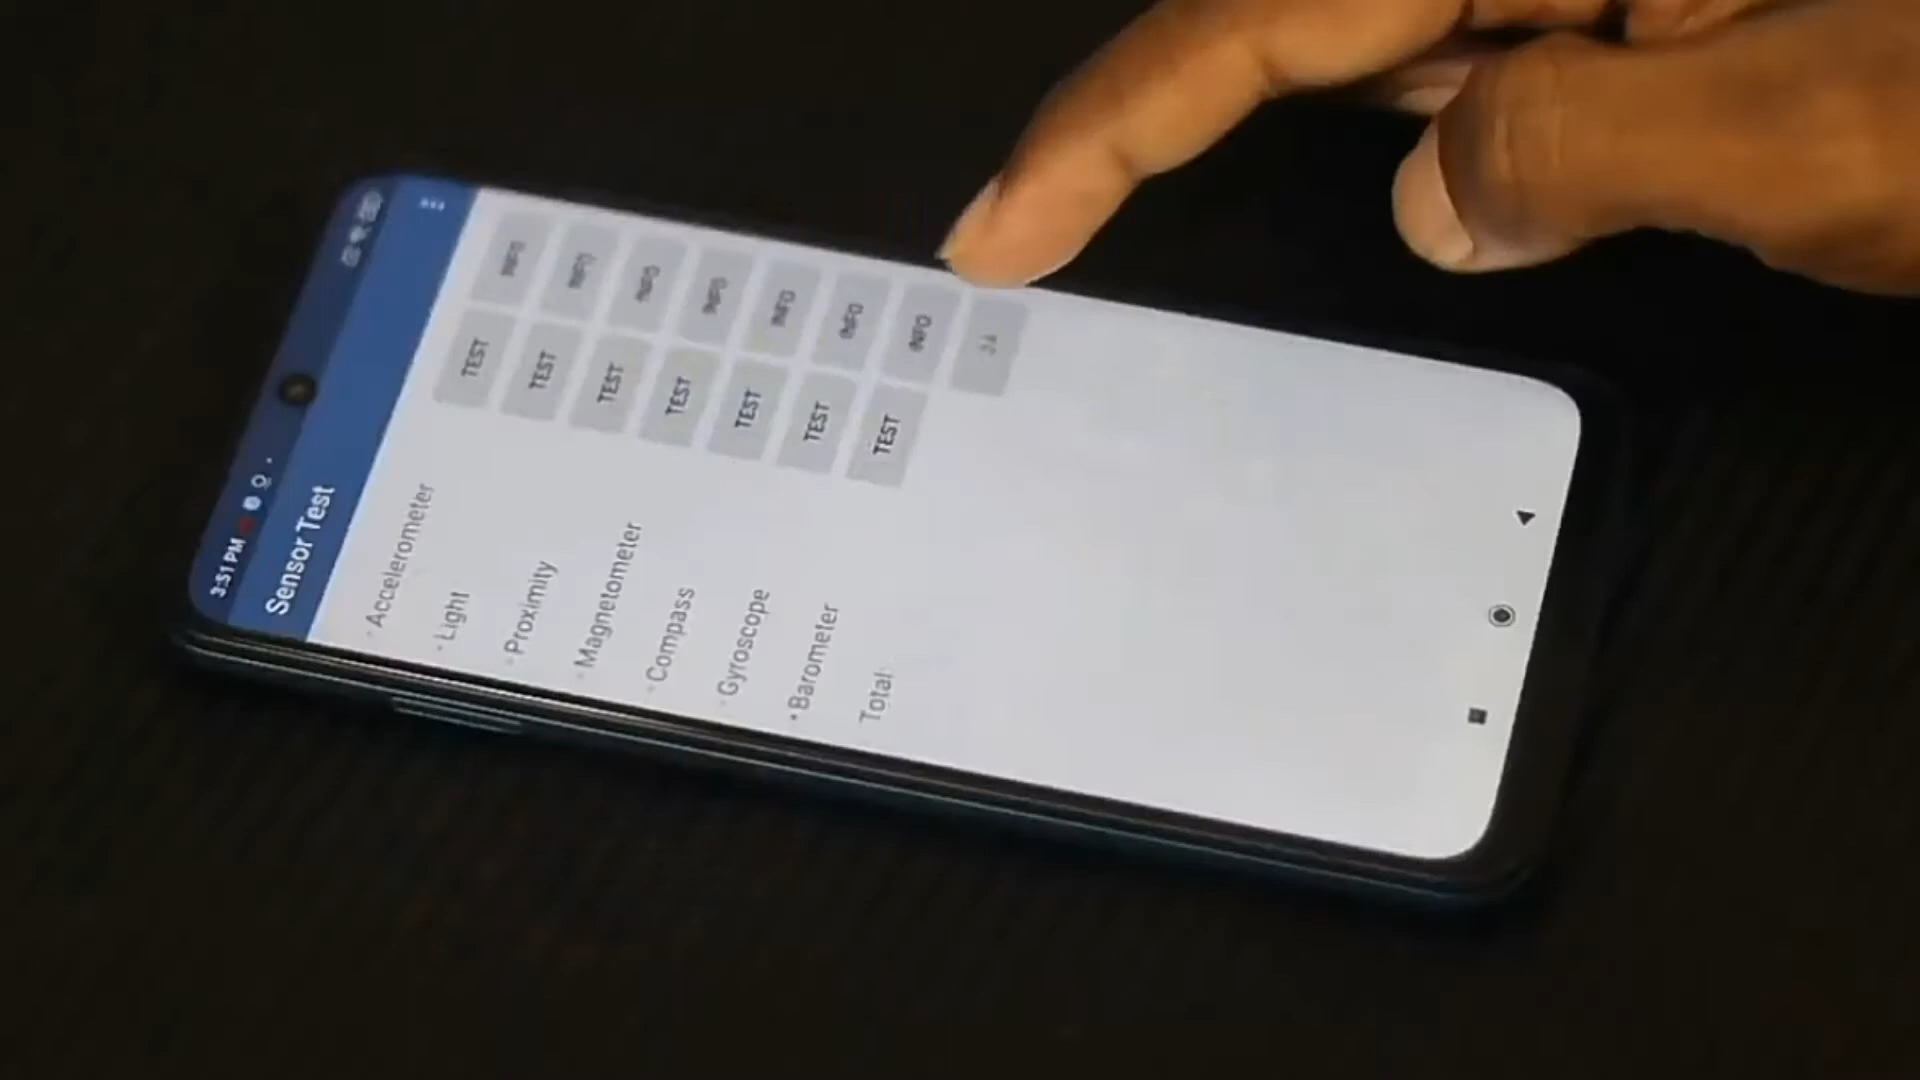 3:51 PM
Sensor Test
Accelerometer TEST INFO
Light TEST INFO
Proximity TEST INFO
Magnetometer TEST INFO
Compass TEST INFO
Gyroscope TEST INFO
Barometer TEST INFO
Total: